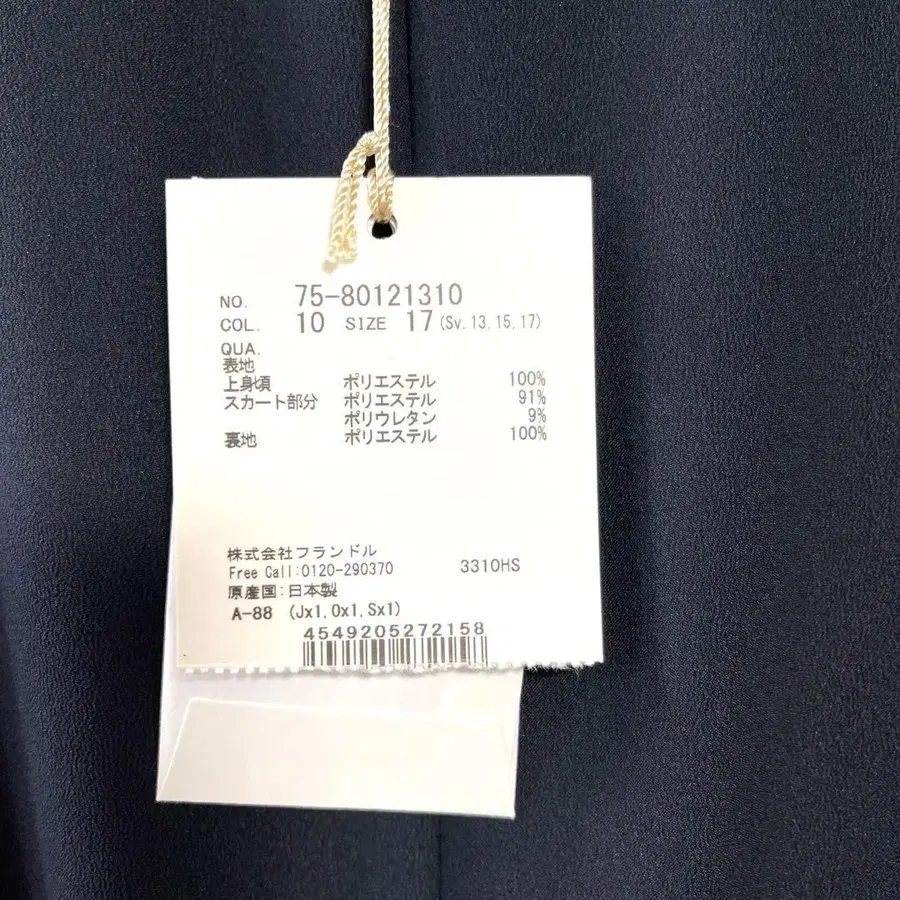 NO. 75-80121310
COL. 10 SIZE 17 (Sv.13,15,17)
QUA.
表地
上身頃 ポリエステル 100%
スカート部分 ポリエステル 91%
ポリウレタン 9%
裏地 ポリエステル 100%
株式会社フランドル
Free Call:0120-290370 3310HS
原産国:日本製
A-88 (Jx1,Ox1,Sx1)
4549205272158